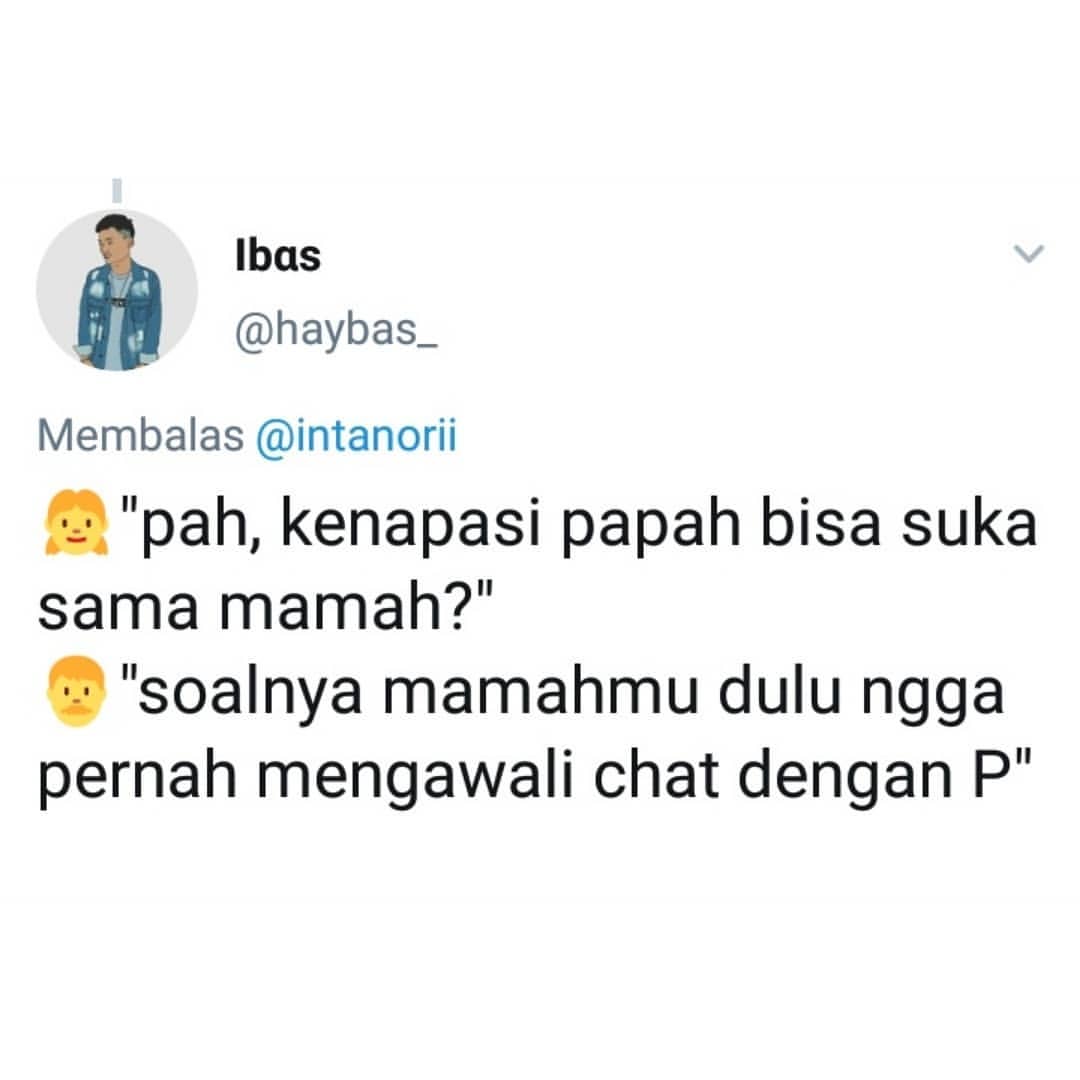 Ibas
@haybas_
Membalas @intanorii
👧"pah, kenapasi papah bisa suka
sama mamah?"
👨"soalnya mamahmu dulu ngga
pernah mengawali chat dengan P"